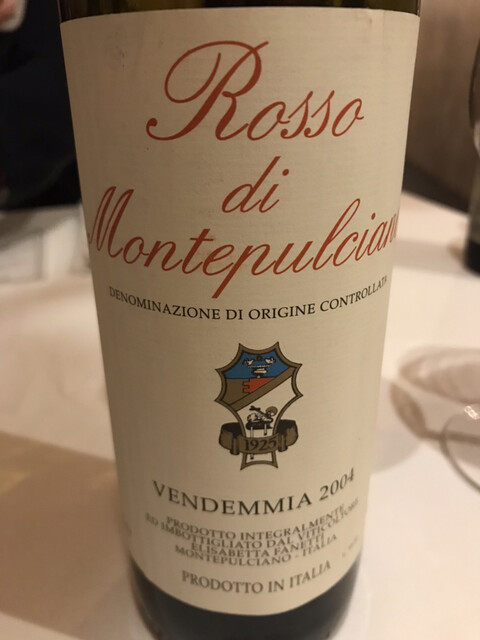 Rosso
di
Montepulciano
DENOMINAZIONE DI ORIGINE CONTROLLATA
1925
VENDEMMIA 2004
PRODOTTO INTEGRALMENTE
ED IMBOTTIGLIATO DAL VITICOLTORE
ELISABETTA FANETTI
MONTEPULCIANO - ITALIA
PRODOTTO IN ITALIA